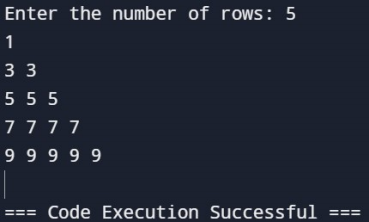 Enter the number of rows: 5
1
3 3
5 5 5
7 7 7 7
9 9 9 9 9
=== Code Execution Successful ===